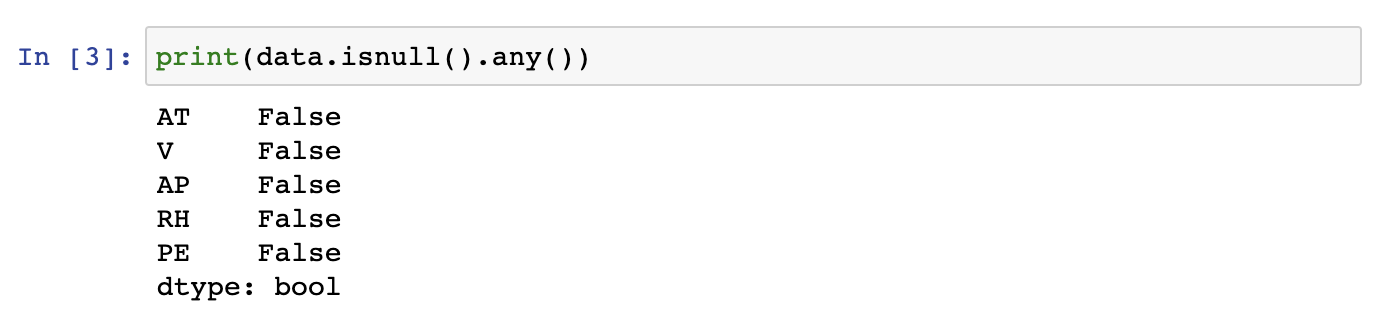 In [3]: print(data.isnull().any())
AT    False
V     False
AP    False
RH    False
PE    False
dtype: bool